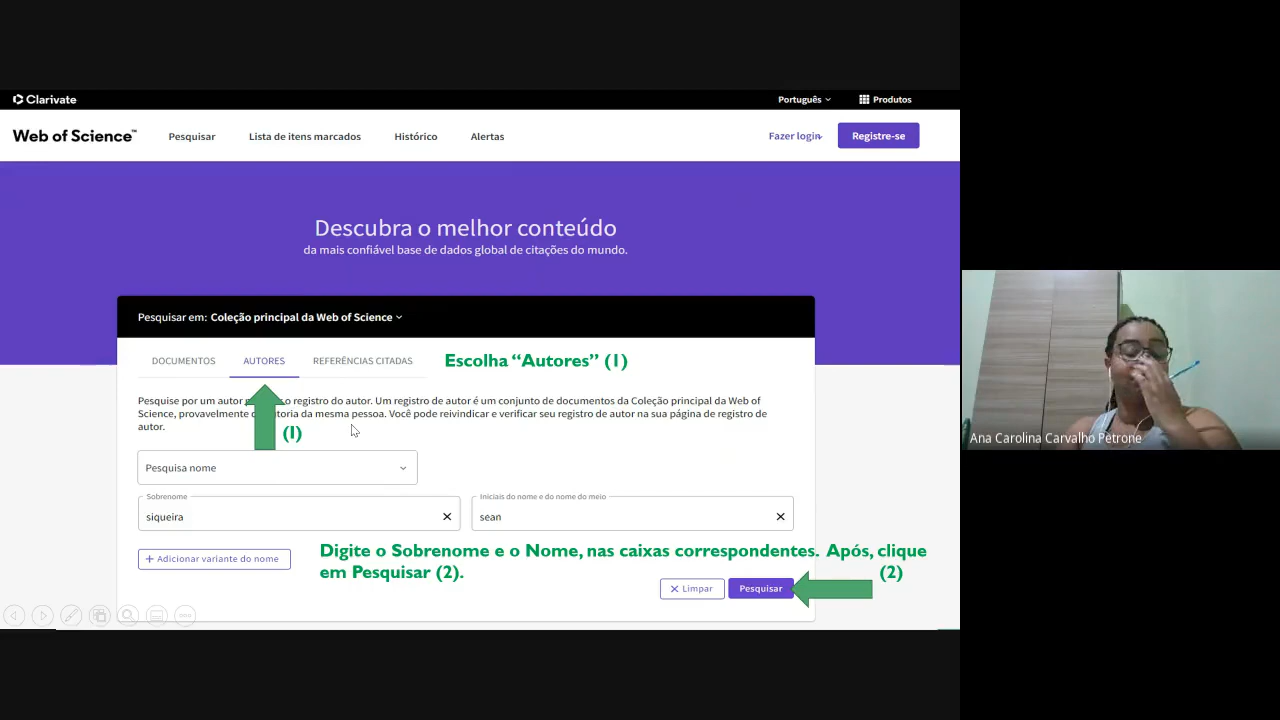 Clarivate
Português
Produtos
Web of Science™
Pesquisar
Lista de itens marcados
Histórico
Alertas
Fazer login
Registre-se
Descubra o melhor conteúdo
da mais confiável base de dados global de citações do mundo.
Pesquisar em: Coleção principal da Web of Science
DOCUMENTOS
AUTORES
REFERÊNCIAS CITADAS
Escolha “Autores” (1)
Pesquise por um autor o registro do autor. Um registro de autor é um conjunto de documentos da Coleção principal da Web of
Science, provavelmente da mesma pessoa. Você pode reivindicar e verificar seu registro de autor na sua página de registro de
autor.
(I)
Pesquisa nome
Sobrenome
siqueira
Iniciais do nome e do nome do meio
sean
+ Adicionar variante do nome
Digite o Sobrenome e o Nome, nas caixas correspondentes. Após, clique
em Pesquisar (2).
(2)
Limpar
Pesquisar
Ana Carolina Carvalho Petrone